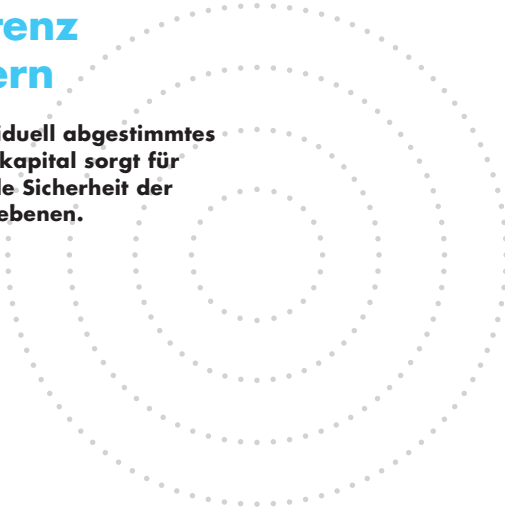 renz
ern
iduell abgestimmtes
kapital sorgt für
le Sicherheit der
ebenen.